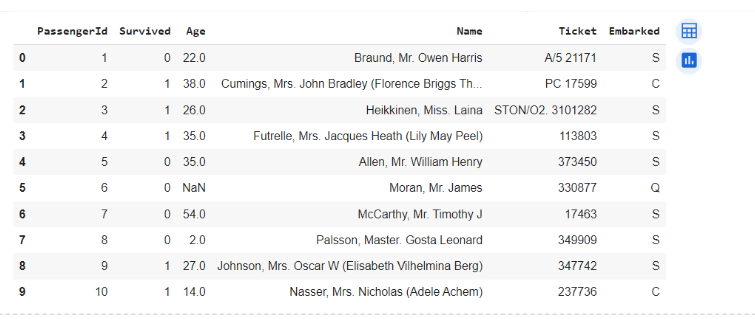 PassengerId Survived Age Name Ticket Embarked
0 1 0 22.0 Braund, Mr. Owen Harris A/5 21171 S
1 2 1 38.0 Cumings, Mrs. John Bradley (Florence Briggs Th... PC 17599 C
2 3 1 26.0 Heikkinen, Miss. Laina STON/O2. 3101282 S
3 4 1 35.0 Futrelle, Mrs. Jacques Heath (Lily May Peel) 113803 S
4 5 0 35.0 Allen, Mr. William Henry 373450 S
5 6 0 NaN Moran, Mr. James 330877 Q
6 7 0 54.0 McCarthy, Mr. Timothy J 17463 S
7 8 0 2.0 Palsson, Master. Gosta Leonard 349909 S
8 9 1 27.0 Johnson, Mrs. Oscar W (Elisabeth Vilhelmina Berg) 347742 S
9 10 1 14.0 Nasser, Mrs. Nicholas (Adele Achem) 237736 C